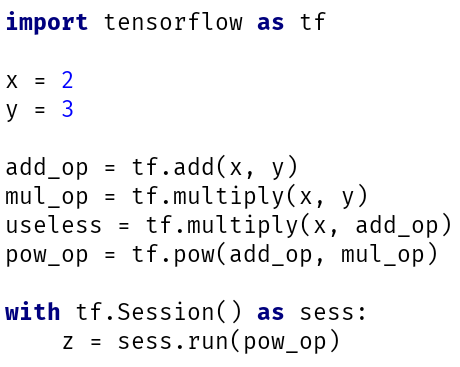 import tensorflow as tf

x = 2
y = 3

add_op = tf.add(x, y)
mul_op = tf.multiply(x, y)
useless = tf.multiply(x, add_op)
pow_op = tf.pow(add_op, mul_op)

with tf.Session() as sess:
    z = sess.run(pow_op)